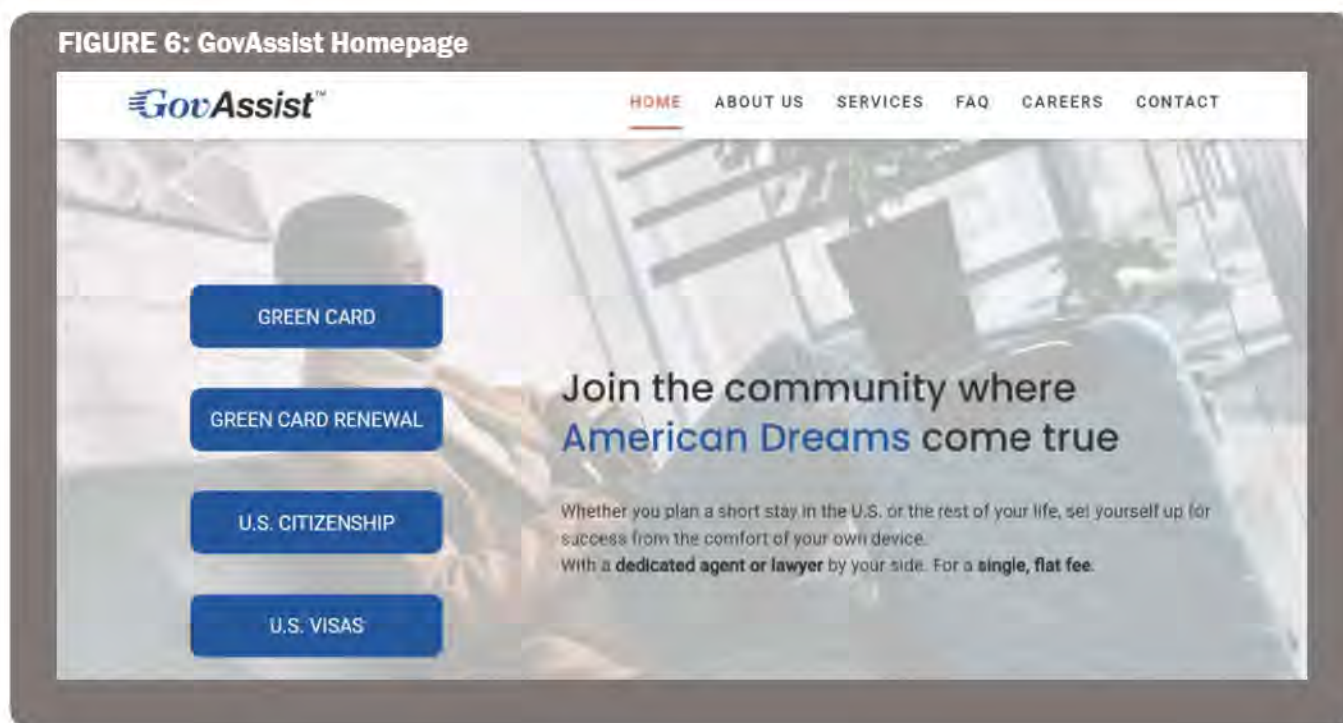 FIGURE 6: GovAssist Homepage
GovAssist™
HOME ABOUT US SERVICES FAQ CAREERS CONTACT
GREEN CARD
GREEN CARD RENEWAL
U.S. CITIZENSHIP
U.S. VISAS
Join the community where
American Dreams come true
Whether you plan a short stay in the U.S. or the rest of your life, set yourself up for
success from the comfort of your own device.
With a dedicated agent or lawyer by your side. For a single, flat fee.